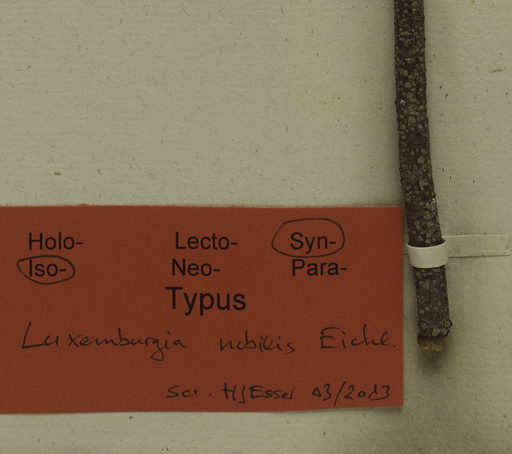 Holo- Lecto- Syn-
Iso- Neo- Para-
Typus
Luxemburgia nobilis Eichl.
Scr. HJEsser 03/2013